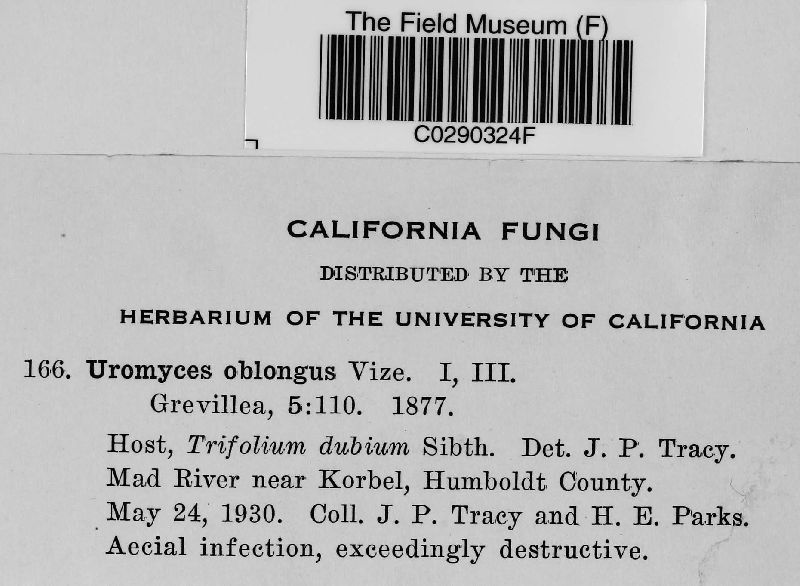 The Field Museum (F)
C0290324F
CALIFORNIA FUNGI
DISTRIBUTED BY THE
HERBARIUM OF THE UNIVERSITY OF CALIFORNIA
166. Uromyces oblongus Vize. I, III.
Grevillea, 5:110. 1877.
Host, Trifolium dubium Sibth. Det. J. P. Tracy.
Mad River near Korbel, Humboldt County.
May 24, 1930. Coll. J. P. Tracy and H. E. Parks.
Aecial infection, exceedingly destructive.